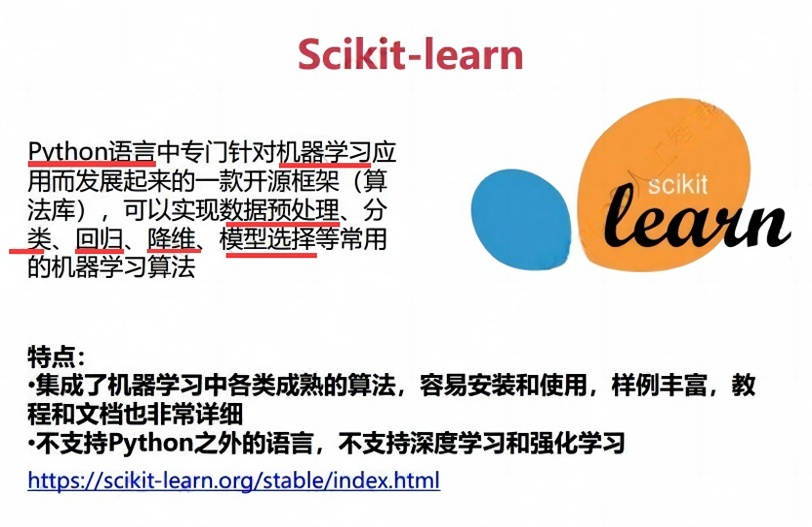 Scikit-learn
Python语言中专门针对机器学习应
用而发展起来的一款开源框架（算
法库），可以实现数据预处理、分
类、回归、降维、模型选择等常用
的机器学习算法
scikit
learn
特点：
•集成了机器学习中各类成熟的算法，容易安装和使用，样例丰富，教
程和文档也非常详细
•不支持Python之外的语言，不支持深度学习和强化学习
https://scikit-learn.org/stable/index.html